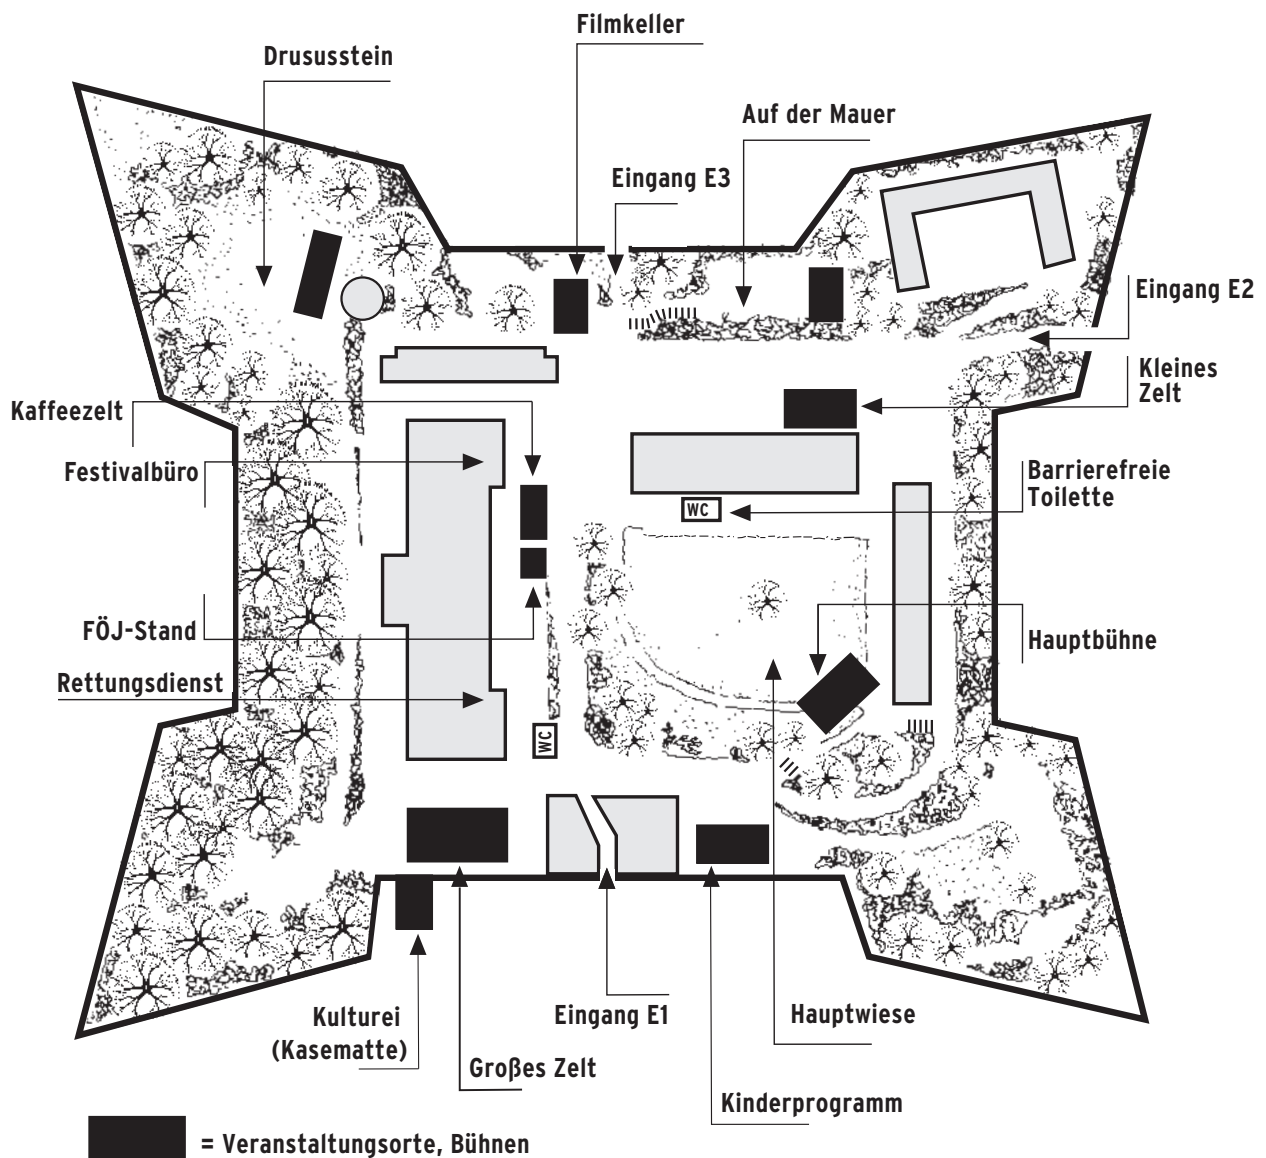 Filmkeller
Drususstein
Auf der Mauer
Eingang E3
Eingang E2
Kleines
Zelt
Kaffeezelt
Festivalbüro
Barrierefreie
Toilette
WC
FÖJ-Stand
Hauptbühne
Rettungsdienst
WC
Kulturei
(Kasematte)
Eingang E1
Hauptwiese
Großes Zelt
Kinderprogramm
= Veranstaltungsorte, Bühnen